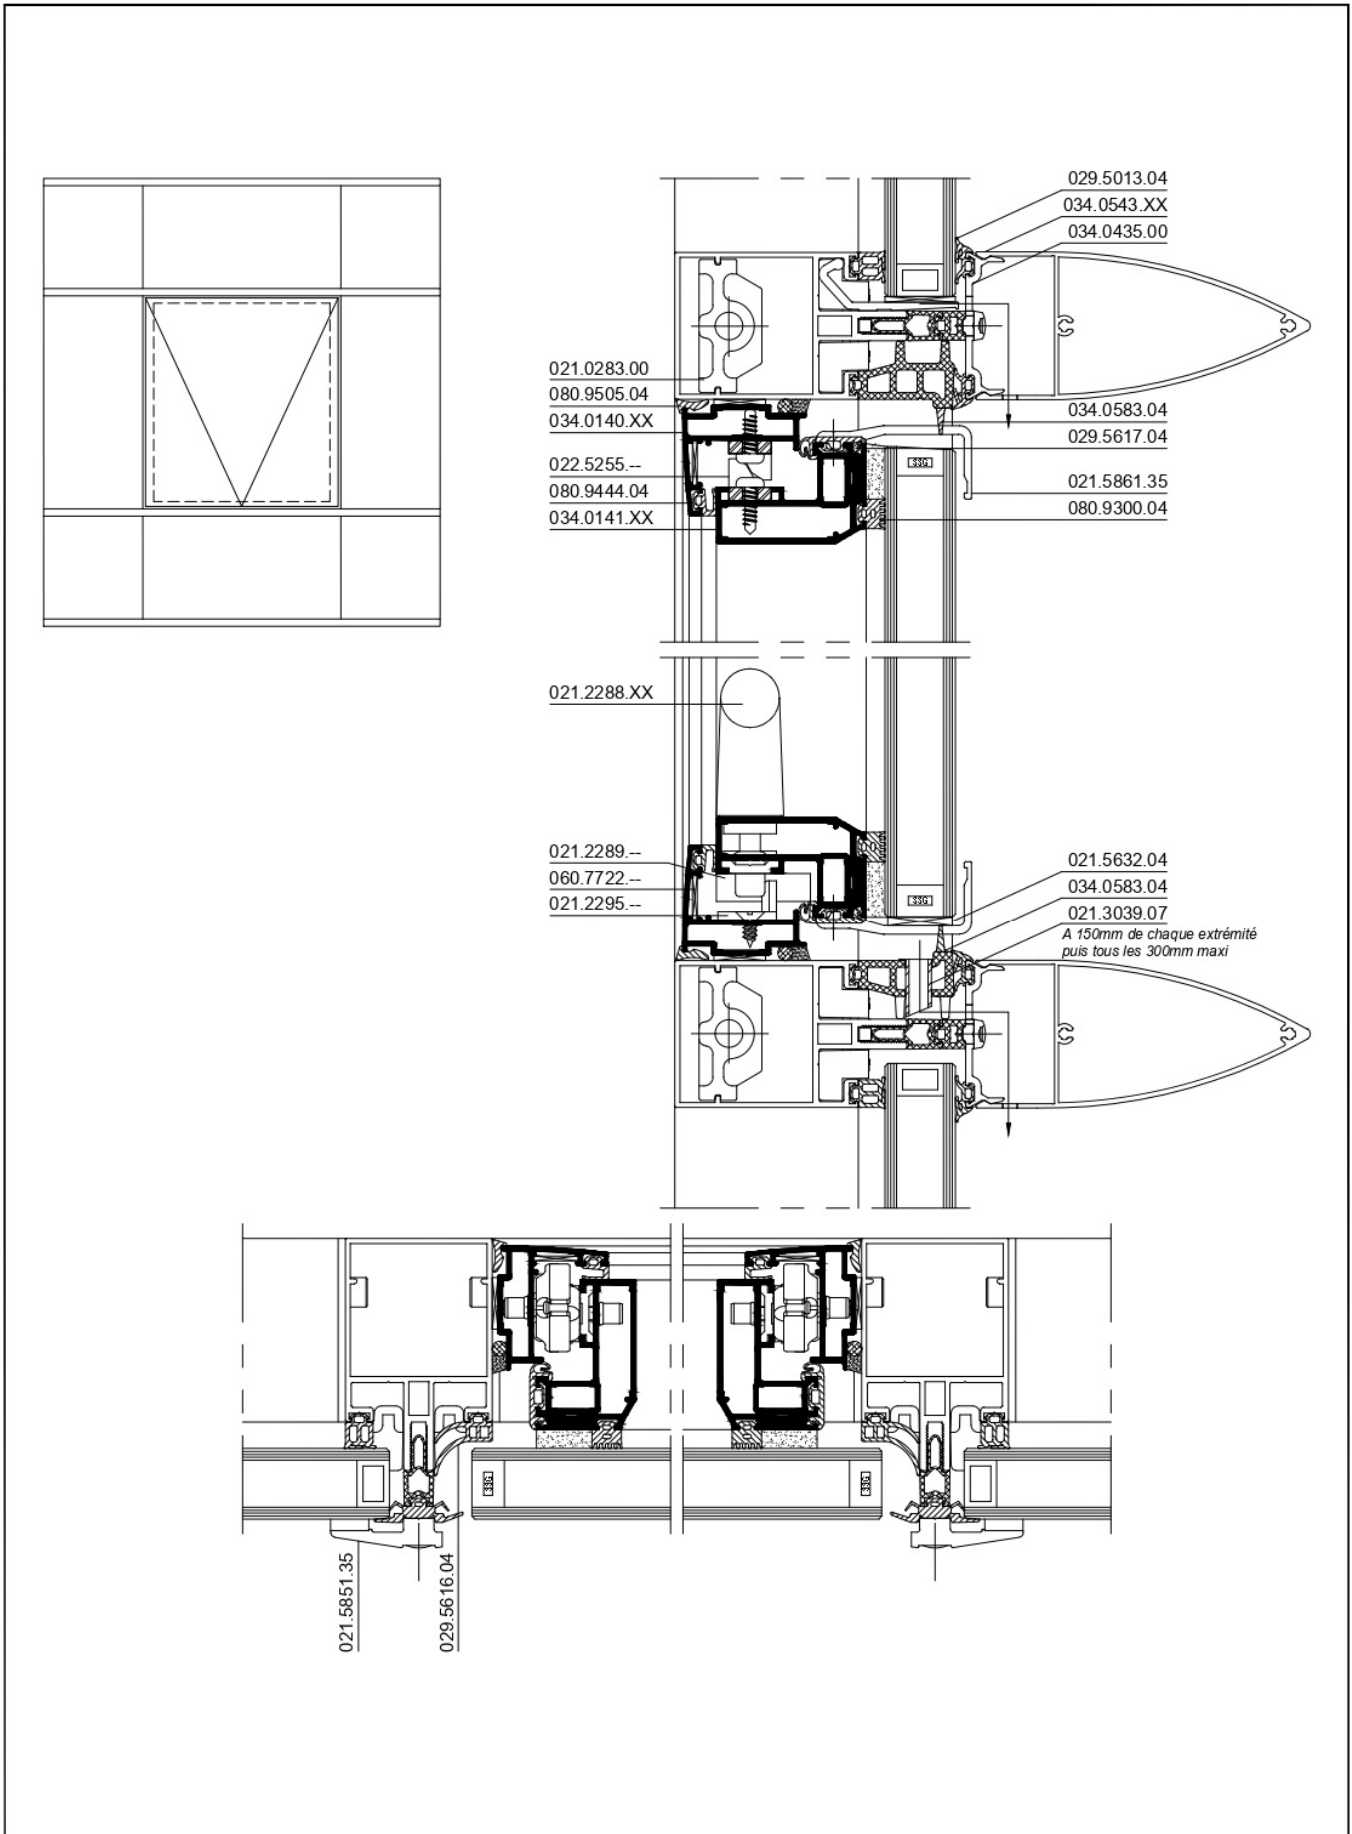 029.5013.04
034.0543.XX
034.0435.00
021.0283.00
080.9505.04
034.0140.XX
022.5255.--
080.9444.04
034.0141.XX
034.0583.04
029.5617.04
021.5861.35
080.9300.04
SSG
021.2288.XX
021.2289.--
060.7722.--
021.2295.--
021.5632.04
034.0583.04
021.3039.07
A 150mm de chaque extrémité
puis tous les 300mm maxi
SSG
SSG
SSG
021.5851.35
029.5616.04